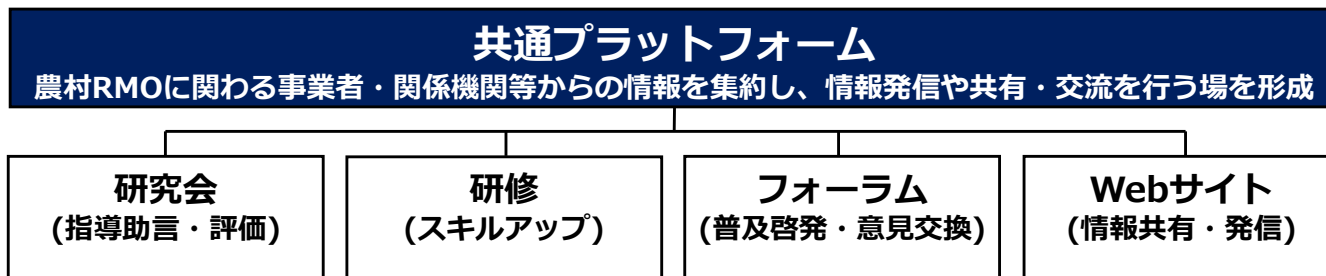 共通プラットフォーム
農村RMOに関わる事業者・関係機関等からの情報を集約し、情報発信や共有・交流を行う場を形成
研究会
(指導助言・評価)
研修
(スキルアップ)
フォーラム
(普及啓発・意見交換)
Webサイト
(情報共有・発信)